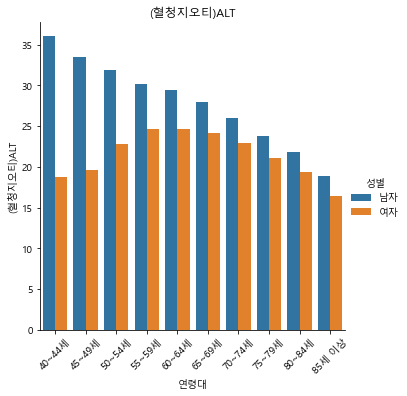 (혈청지오티)ALT
(혈청지오티)ALT
35
30
25
20
15
10
5
0
40~44세
45~49세
50~54세
55~59세
60~64세
65~69세
70~74세
75~79세
80~84세
85세 이상
연령대
성별
남자
여자